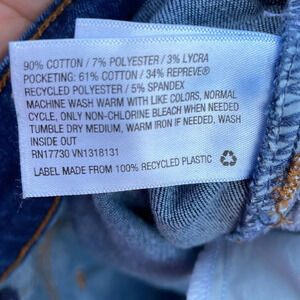 90% COTTON / 7% POLYESTER / 3% LYCRA
POCKETING: 61% COTTON / 34% REPREVE®
RECYCLED POLYESTER / 5% SPANDEX
MACHINE WASH WARM WITH LIKE COLORS, NORMAL
CYCLE, ONLY NON-CHLORINE BLEACH WHEN NEEDED
TUMBLE DRY MEDIUM, WARM IRON IF NEEDED, WASH
INSIDE OUT
RN17730 VN1318131
LABEL MADE FROM 100% RECYCLED PLASTIC